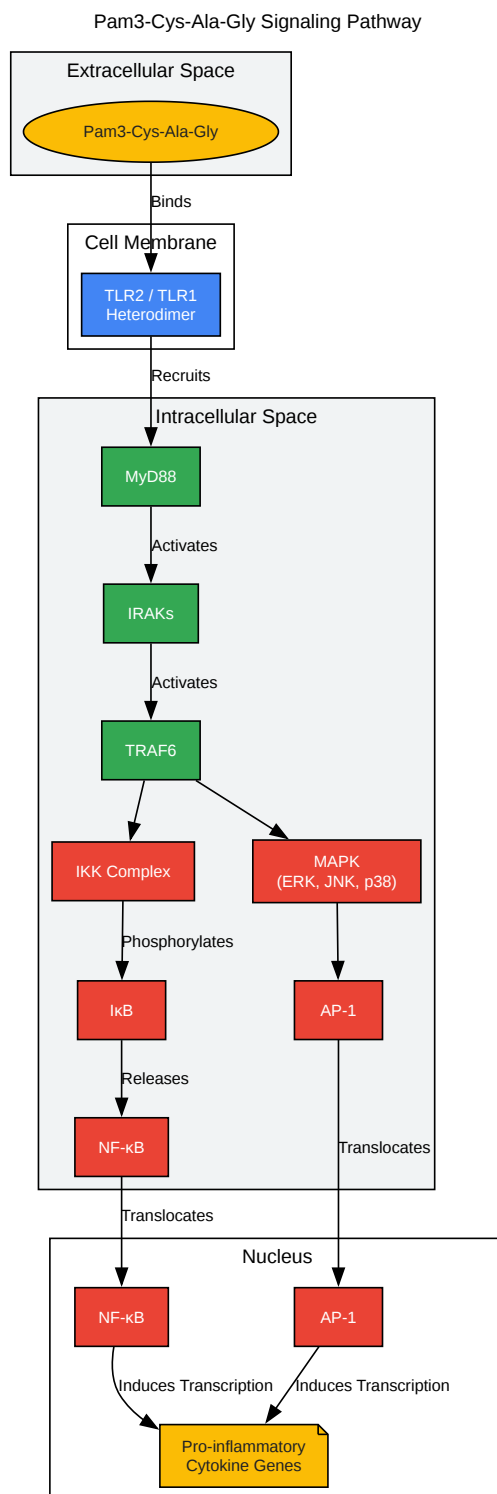 Pam3-Cys-Ala-Gly Signaling Pathway
Extracellular Space
Pam3-Cys-Ala-Gly
Binds
Cell Membrane
TLR2 / TLR1
Heterodimer
Recruits
Intracellular Space
MyD88
Activates
IRAKs
Activates
TRAF6
IKK Complex
MAPK
(ERK, JNK, p38)
Phosphorylates
IκB
AP-1
Releases
NF-κB
Translocates
Translocates
Nucleus
NF-κB
AP-1
Induces Transcription
Induces Transcription
Pro-inflammatory
Cytokine Genes